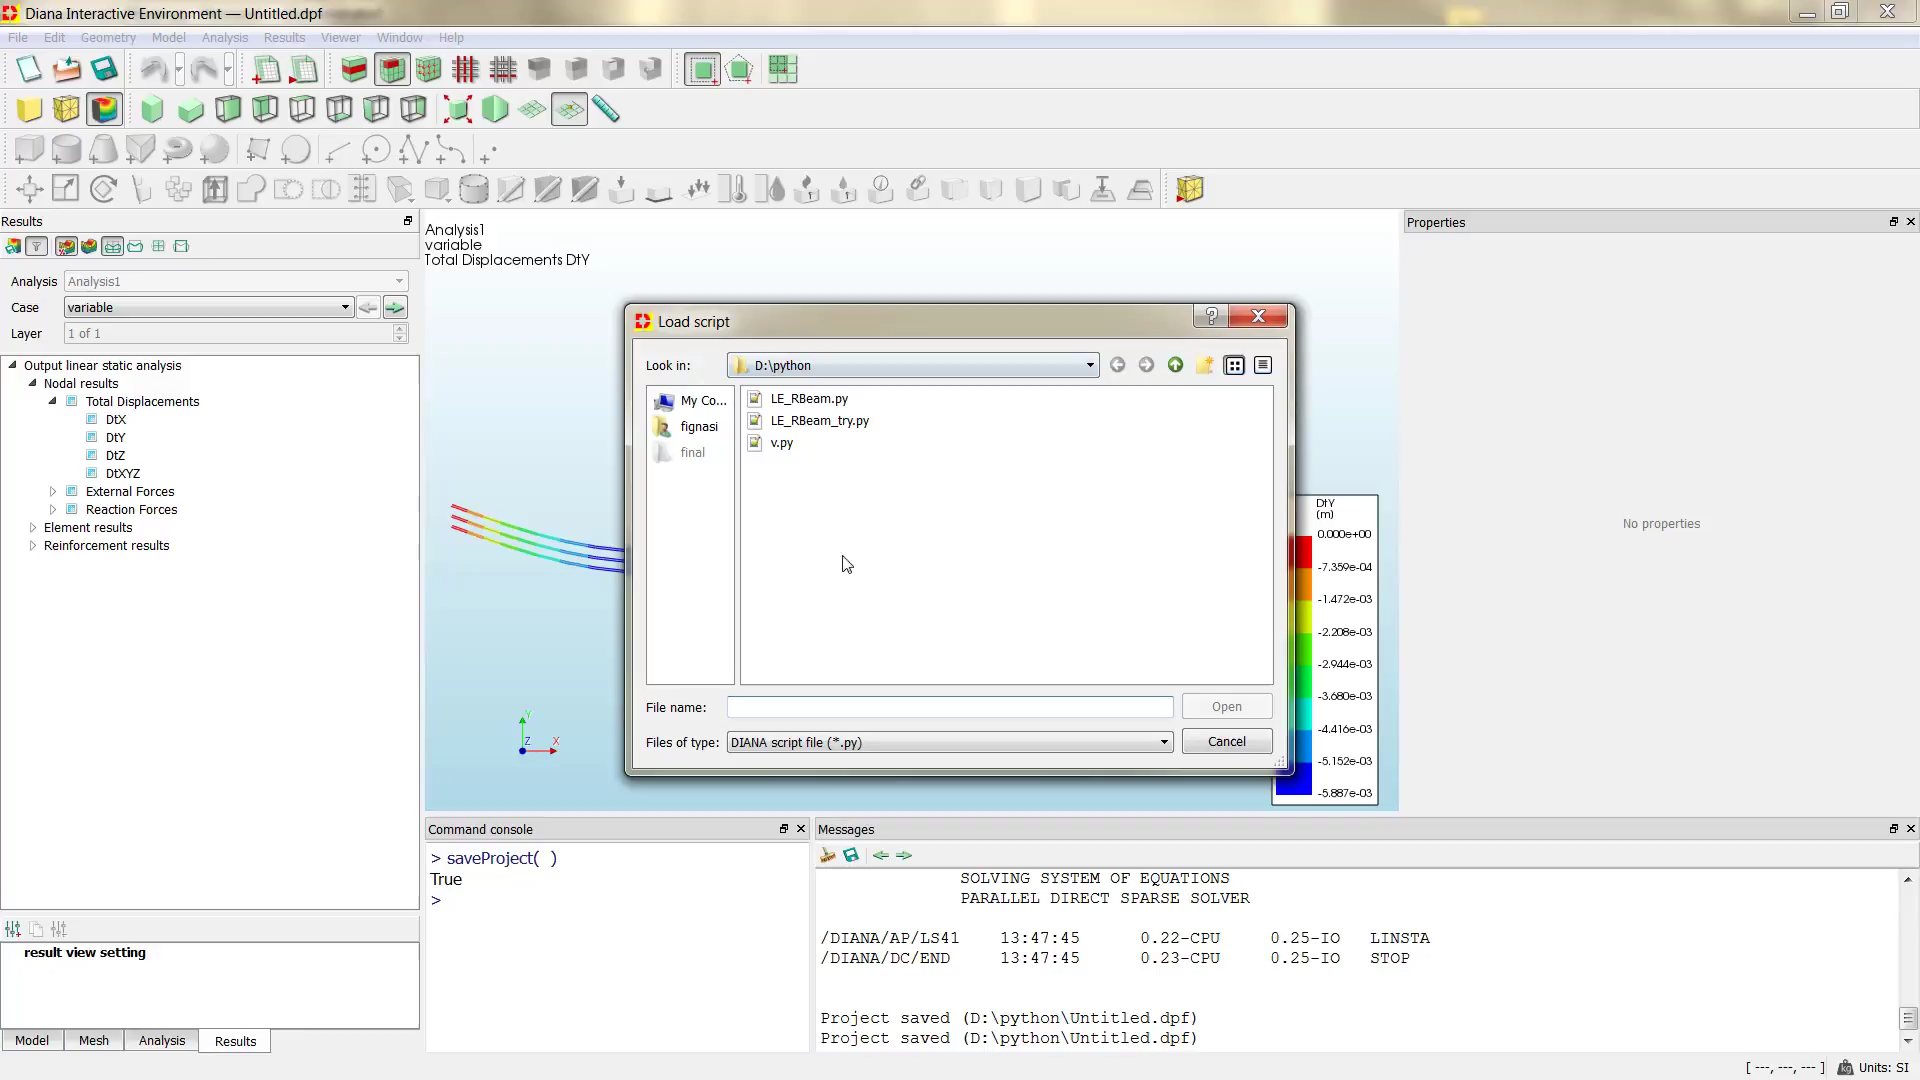 Diana Interactive Environment — Untitled.dpf
File Edit Geometry Model Analysis Results Viewer Window Help
Results
Analysis Analysis1
Case variable
Layer 1 of 1
Output linear static analysis
Nodal results
Total Displacements
DtX
DtY
DtZ
DtXYZ
External Forces
Reaction Forces
Element results
Reinforcement results
result view setting
Model Mesh Analysis Results
Analysis1
variable
Total Displacements DtY
Load script
Look in: D:\python
My Co...
fignasi
final
LE_RBeam.py
LE_RBeam_try.py
v.py
File name:
Open
Files of type: DIANA script file (*.py)
Cancel
Y
Z X
DtY
(m)
0.000e+00
-7.359e-04
-1.472e-03
-2.208e-03
-2.944e-03
-3.680e-03
-4.416e-03
-5.152e-03
-5.887e-03
Properties
No properties
Command console
> saveProject( )
True
>
Messages
SOLVING SYSTEM OF EQUATIONS
PARALLEL DIRECT SPARSE SOLVER
/DIANA/AP/LS41 13:47:45 0.22-CPU 0.25-IO LINSTA
/DIANA/DC/END 13:47:45 0.23-CPU 0.25-IO STOP
Project saved (D:\python\Untitled.dpf)
Project saved (D:\python\Untitled.dpf)
[ ---, ---, --- ] Units: SI